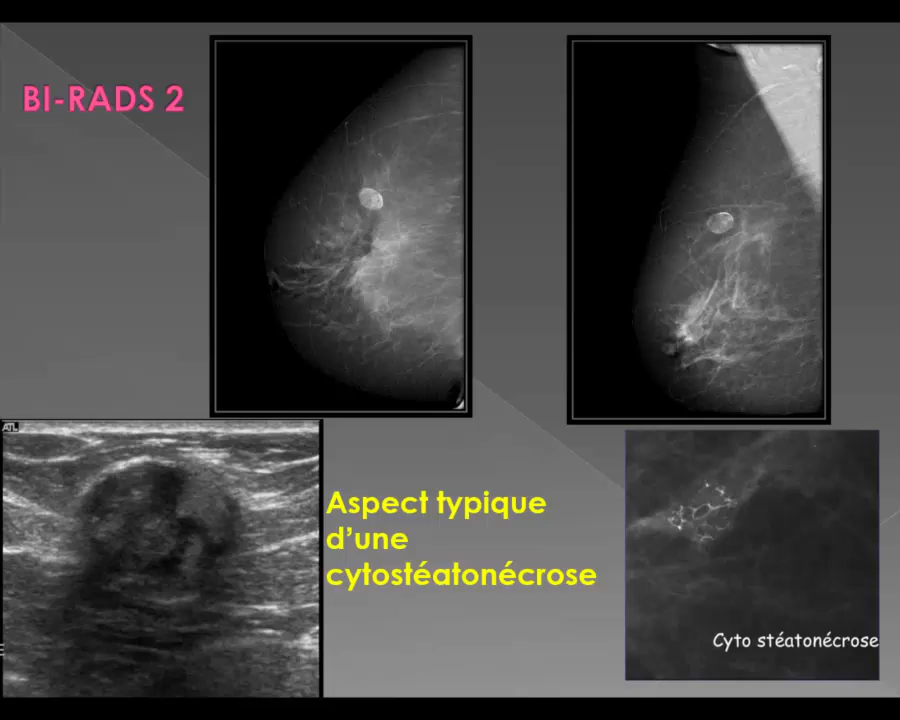 BI-RADS 2
ATL
Aspect typique
d'une
cytostéatonécrose
Cyto stéatonécrose